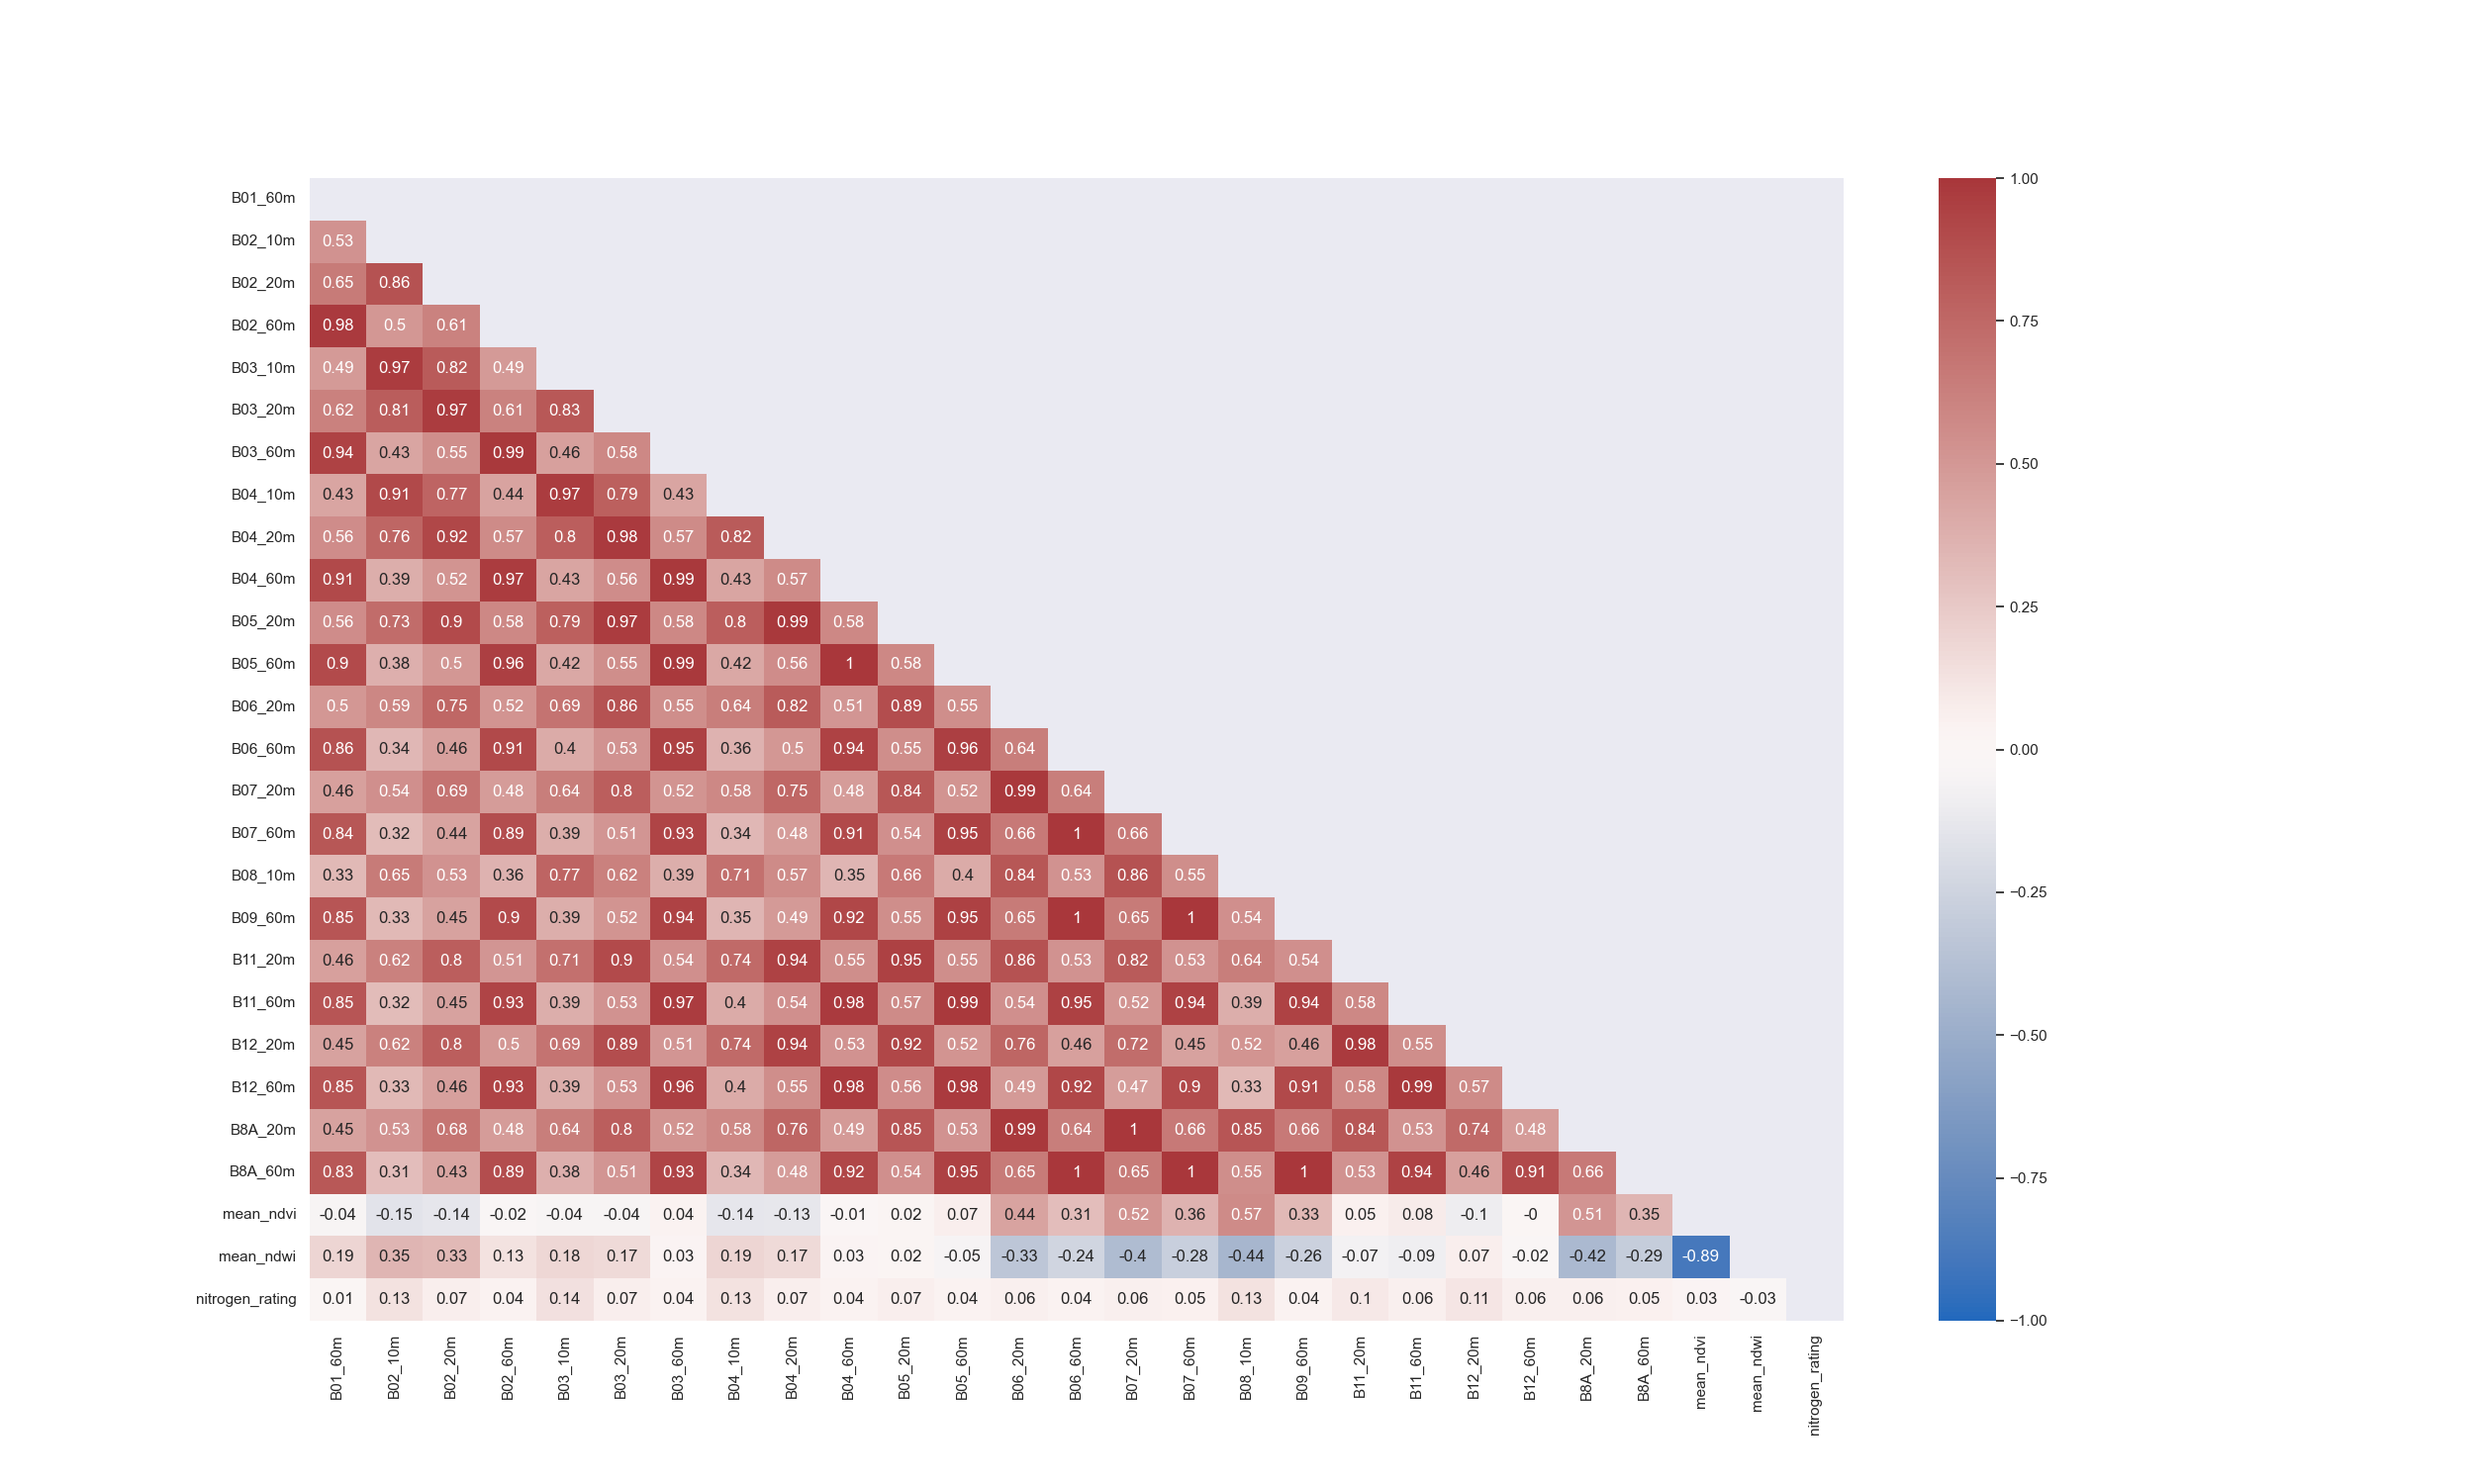 B01_60m
B02_10m 0.53
B02_20m 0.65 0.86
B02_60m 0.98 0.5 0.61
B03_10m 0.49 0.97 0.82 0.49
B03_20m 0.62 0.81 0.97 0.61 0.83
B03_60m 0.94 0.43 0.55 0.99 0.46 0.58
B04_10m 0.43 0.91 0.77 0.44 0.97 0.79 0.43
B04_20m 0.56 0.76 0.92 0.57 0.8 0.98 0.57 0.82
B04_60m 0.91 0.39 0.52 0.97 0.43 0.56 0.99 0.43 0.57
B05_20m 0.56 0.73 0.9 0.58 0.79 0.97 0.58 0.8 0.99 0.58
B05_60m 0.9 0.38 0.5 0.96 0.42 0.55 0.99 0.42 0.56 1 0.58
B06_20m 0.5 0.59 0.75 0.52 0.69 0.86 0.55 0.64 0.82 0.51 0.89 0.55
B06_60m 0.86 0.34 0.46 0.91 0.4 0.53 0.95 0.36 0.5 0.94 0.55 0.96 0.64
B07_20m 0.46 0.54 0.69 0.48 0.64 0.8 0.52 0.58 0.75 0.48 0.84 0.52 0.99 0.64
B07_60m 0.84 0.32 0.44 0.89 0.39 0.51 0.93 0.34 0.48 0.91 0.54 0.95 0.66 1 0.66
B08_10m 0.33 0.65 0.53 0.36 0.77 0.62 0.39 0.71 0.57 0.35 0.66 0.4 0.84 0.53 0.86 0.55
B09_60m 0.85 0.33 0.45 0.9 0.39 0.52 0.94 0.35 0.49 0.92 0.55 0.95 0.65 1 0.65 1 0.54
B11_20m 0.46 0.62 0.8 0.51 0.71 0.9 0.54 0.74 0.94 0.55 0.95 0.55 0.86 0.53 0.82 0.53 0.64 0.54
B11_60m 0.85 0.32 0.45 0.93 0.39 0.53 0.97 0.4 0.54 0.98 0.57 0.99 0.54 0.95 0.52 0.94 0.39 0.94 0.58
B12_20m 0.45 0.62 0.8 0.5 0.69 0.89 0.51 0.74 0.94 0.53 0.92 0.52 0.76 0.46 0.72 0.45 0.52 0.46 0.98 0.55
B12_60m 0.85 0.33 0.46 0.93 0.39 0.53 0.96 0.4 0.55 0.98 0.56 0.98 0.49 0.92 0.47 0.9 0.33 0.91 0.58 0.99 0.57
B8A_20m 0.45 0.53 0.68 0.48 0.64 0.8 0.52 0.58 0.76 0.49 0.85 0.53 0.99 0.64 1 0.66 0.85 0.66 0.84 0.53 0.74 0.48
B8A_60m 0.83 0.31 0.43 0.89 0.38 0.51 0.93 0.34 0.48 0.92 0.54 0.95 0.65 1 0.65 1 0.55 1 0.53 0.94 0.46 0.91 0.66
mean_ndvi -0.04 -0.15 -0.14 -0.02 -0.04 -0.04 0.04 -0.14 -0.13 -0.01 0.02 0.07 0.44 0.31 0.52 0.36 0.57 0.33 0.05 0.08 -0.1 -0 0.51 0.35
mean_ndwi 0.19 0.35 0.33 0.13 0.18 0.17 0.03 0.19 0.17 0.03 0.02 -0.05 -0.33 -0.24 -0.4 -0.28 -0.44 -0.26 -0.07 -0.09 0.07 -0.02 -0.42 -0.29 -0.89
nitrogen_rating 0.01 0.13 0.07 0.04 0.14 0.07 0.04 0.13 0.07 0.04 0.07 0.04 0.06 0.04 0.06 0.05 0.13 0.04 0.1 0.06 0.11 0.06 0.06 0.05 0.03 -0.03
B01_60m
B02_10m
B02_20m
B02_60m
B03_10m
B03_20m
B03_60m
B04_10m
B04_20m
B04_60m
B05_20m
B05_60m
B06_20m
B06_60m
B07_20m
B07_60m
B08_10m
B09_60m
B11_20m
B11_60m
B12_20m
B12_60m
B8A_20m
B8A_60m
mean_ndvi
mean_ndwi
nitrogen_rating
1.00
0.75
0.50
0.25
0.00
−0.25
−0.50
−0.75
−1.00